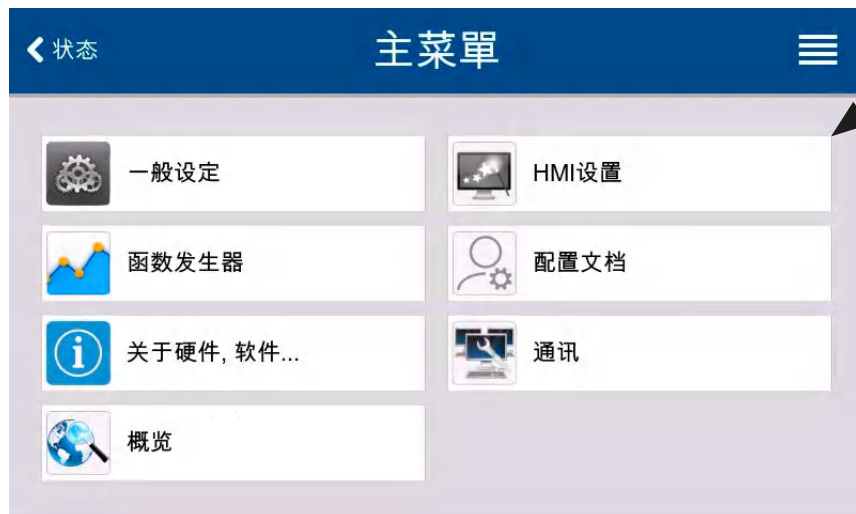 状态
主菜單
一般设定
HMI设置
函数发生器
配置文档
关于硬件, 软件...
通讯
概览